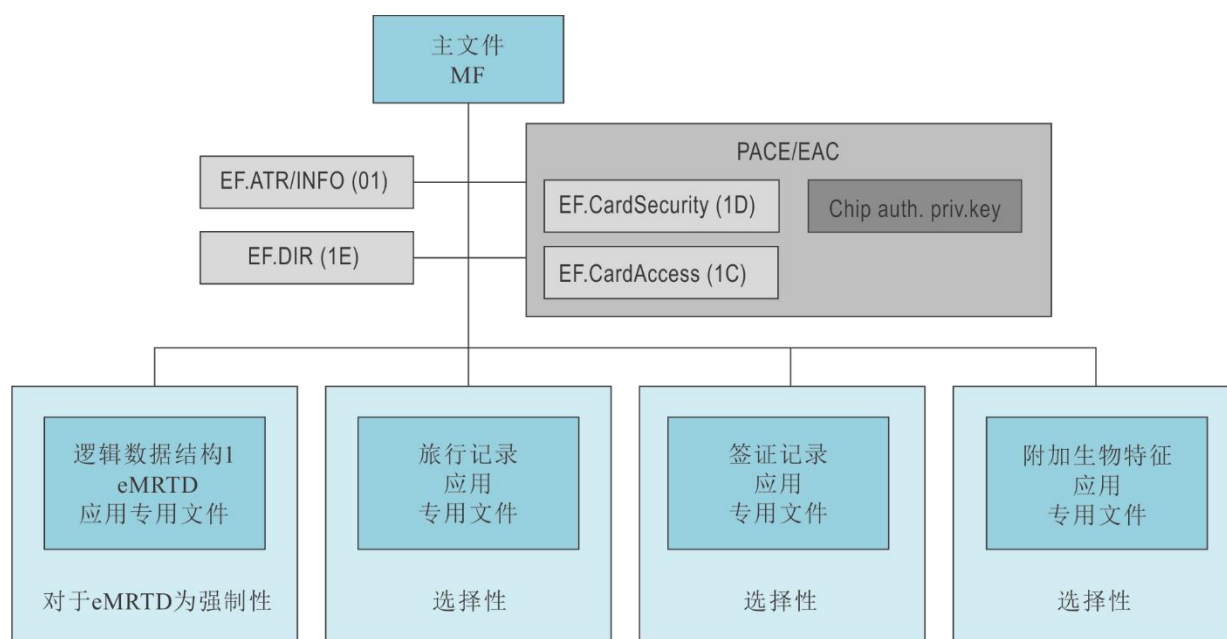 主文件
MF
PACE/EAC
EF.ATR/INFO (01)
EF.CardSecurity (1D)
Chip auth. priv.key
EF.DIR (1E)
EF.CardAccess (1C)
逻辑数据结构1
eMRTD
应用专用文件
对于eMRTD为强制性
旅行记录
应用
专用文件
选择性
签证记录
应用
专用文件
选择性
附加生物特征
应用
专用文件
选择性